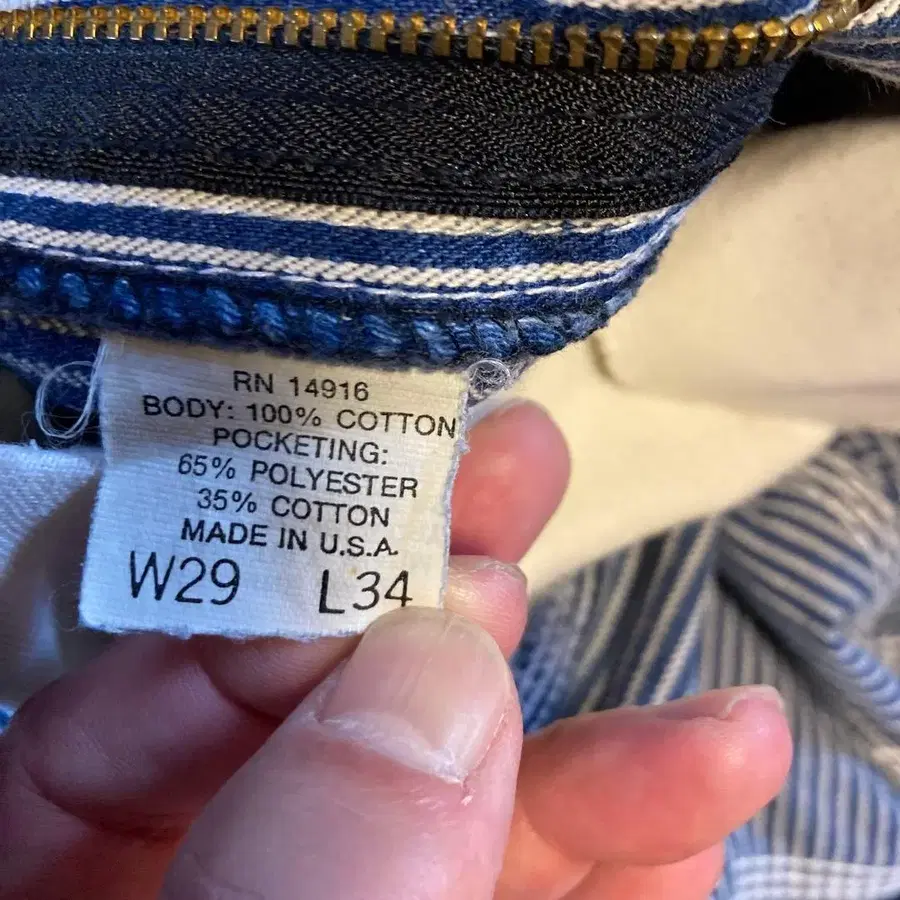 RN 14916
BODY: 100% COTTON
POCKETING:
65% POLYESTER
35% COTTON
MADE IN U.S.A.
W29 L34